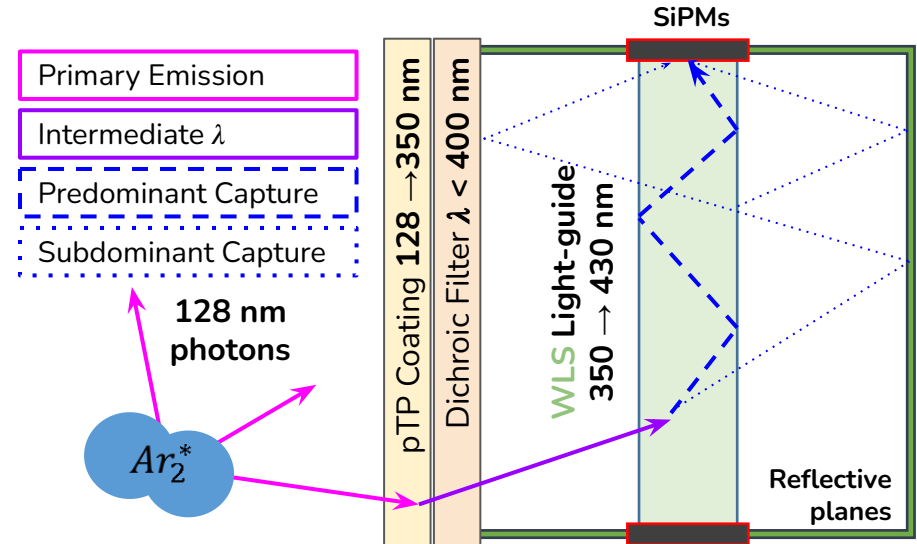 SiPMs
Primary Emission
Intermediate λ
Predominant Capture
Subdominant Capture
128 nm
photons
Ar₂*
pTP Coating 128 →350 nm
Dichroic Filter λ < 400 nm
WLS Light-guide
350 → 430 nm
Reflective
planes